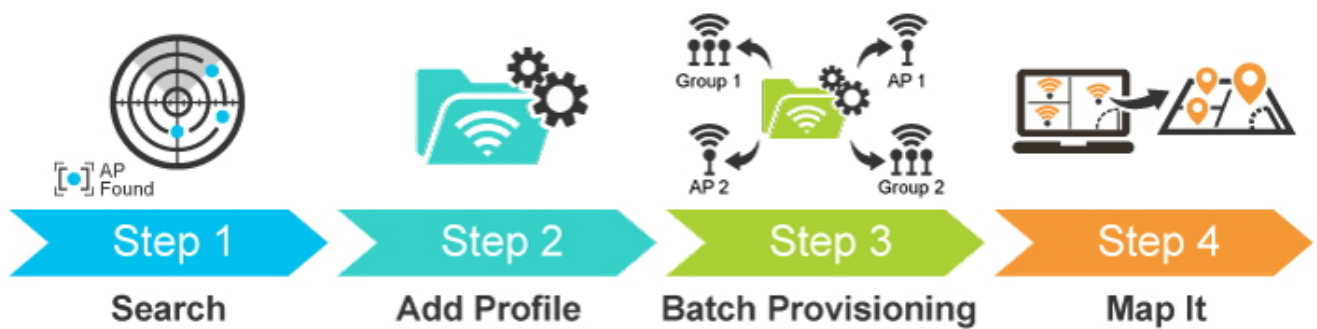 AP
Found
Group 1
AP 1
AP 2
Group 2
Step 1
Step 2
Step 3
Step 4
Search
Add Profile
Batch Provisioning
Map It